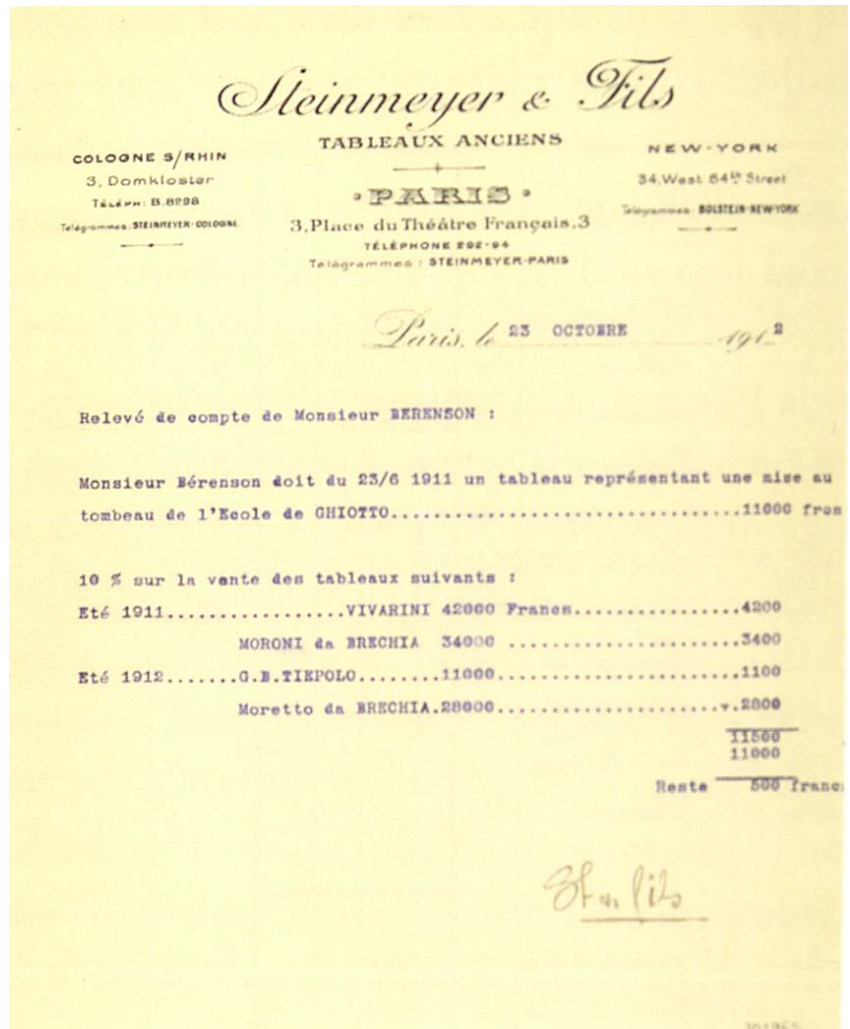 Steinmeyer & Fils
TABLEAUX ANCIENS
COLOGNE S/RHIN
3, Domkloster
TÉLÉPH: B.8298
Télégrammes: STEINMEYER-COLOGNE
PARIS
3, Place du Théâtre Français, 3
TÉLÉPHONE 292-94
Télégrammes : STEINMEYER-PARIS
NEW-YORK
34, West 54th Street
Telegrammes: BOLSTEIN-NEW-YORK
Paris, le 23 OCTOBRE 1912
Relevé de compte de Monsieur BERENSON :
Monsieur Bérenson doit du 23/6 1911 un tableau représentant une mise au
tombeau de l'Ecole de GHIOTTO.................................11000 frcs
10 % sur la vente des tableaux suivants :
Eté 1911.................VIVARINI 42000 Francs................4200
MORONI da BRECHIA 34000 ......................3400
Eté 1912.......G.B.TIEPOLO........11000.......................1100
Moretto da BRECHIA.28000......................2800
11500
11000
Reste 500 franc